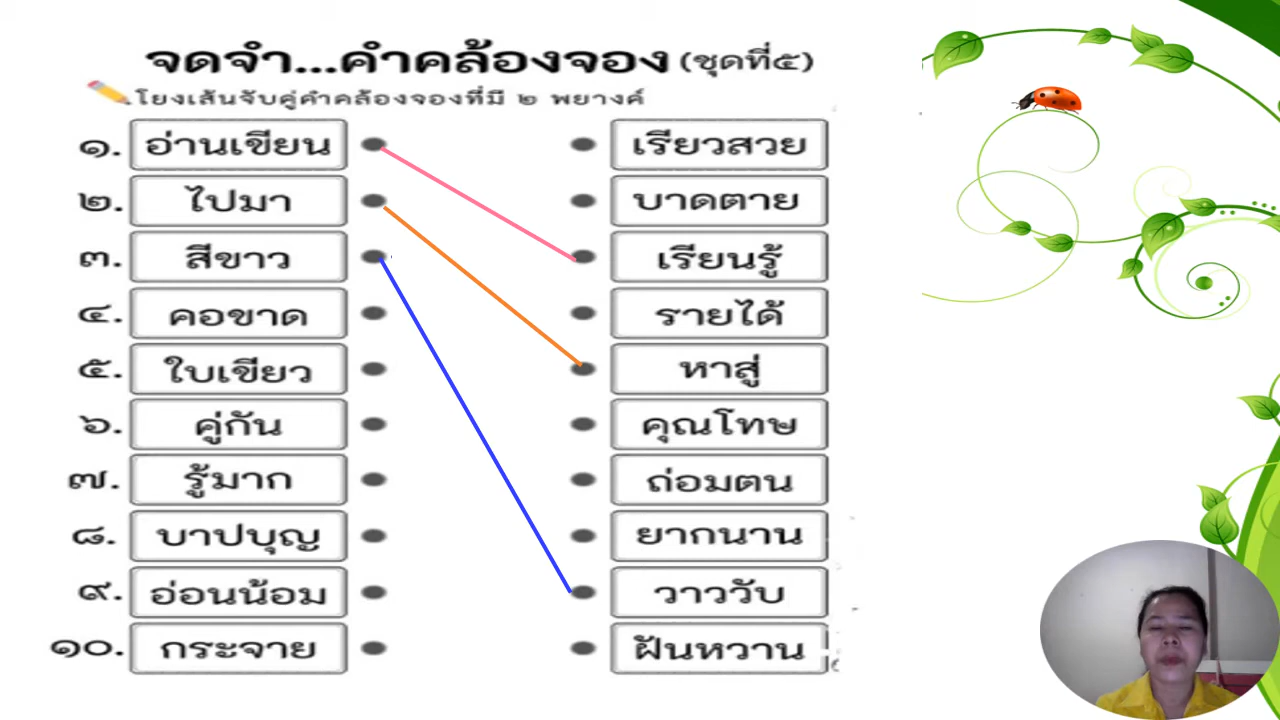 จดจำ...คำคล้องจอง (ชุดที่๕)
โยงเส้นจับคู่คำคล้องจองที่มี ๒ พยางค์
๑. อ่านเขียน เรียวสวย
๒. ไปมา บาดตาย
๓. สีขาว เรียนรู้
๔. คอขาด รายได้
๕. ใบเขียว หาสู่
๖. คู่กัน คุณโทษ
๗. รู้มาก ถ่อมตน
๘. บาปบุญ ยากนาน
๙. อ่อนน้อม วาววับ
๑๐. กระจาย ฝันหวาน